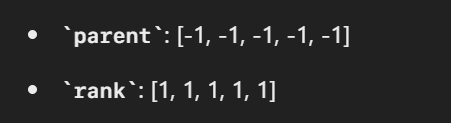 • `parent`: [-1, -1, -1, -1, -1]
• `rank`: [1, 1, 1, 1, 1]